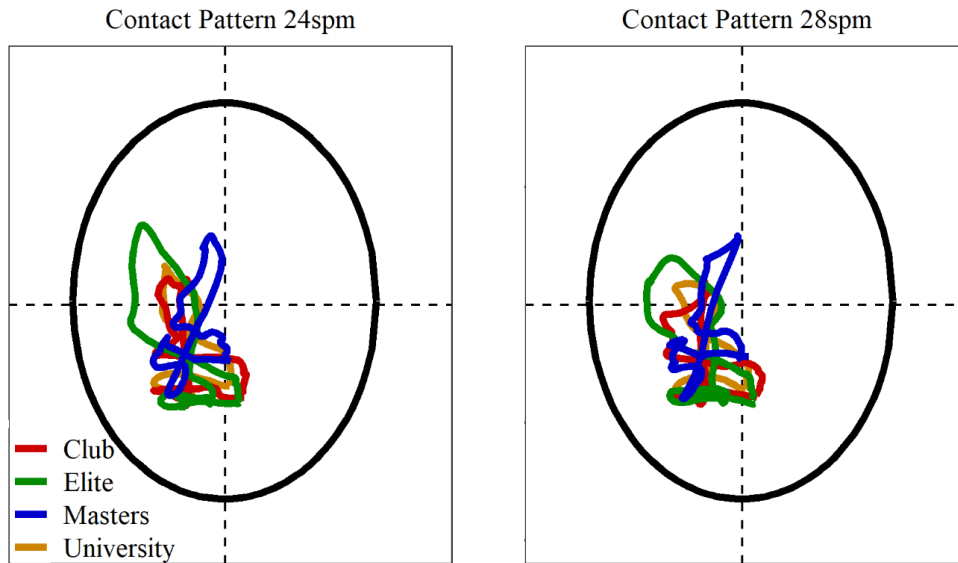 Contact Pattern 24spm
Contact Pattern 28spm
Club
Elite
Masters
University